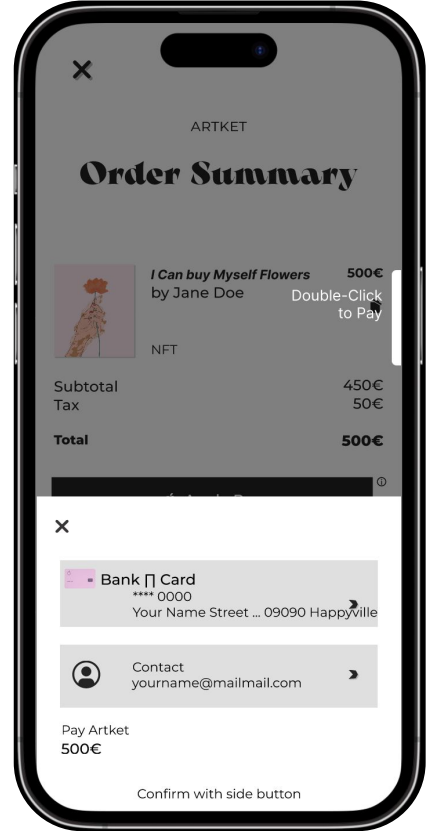 ARTKET
Order Summary
I Can buy Myself Flowers 500€
by Jane Doe
Double-Click
to Pay
NFT
Subtotal 450€
Tax 50€
Total 500€
Bank ∏ Card
**** 0000
Your Name Street ... 09090 Happyville
Contact
yourname@mailmail.com
Pay Artket
500€
Confirm with side button